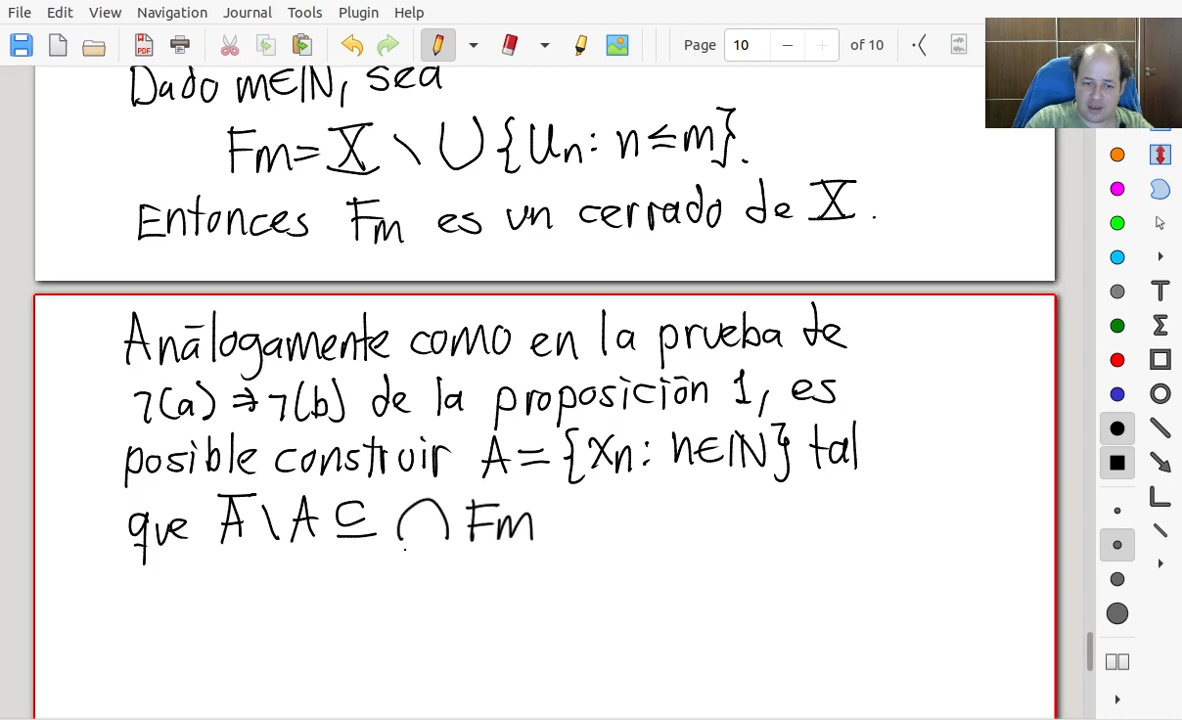 File Edit View Navigation Journal Tools Plugin Help
Page 10 of 10
Dado m∈ℕ, sea
Fm = X \ ∪ {Un : n ≤ m}.
Entonces Fm es un cerrado de X.
Análogamente como en la prueba de
¬(a) ⇒ ¬(b) de la proposición 1, es
posible construir A = {xn : n∈ℕ} tal
que A̅ \ A ⊆ ∩ Fm